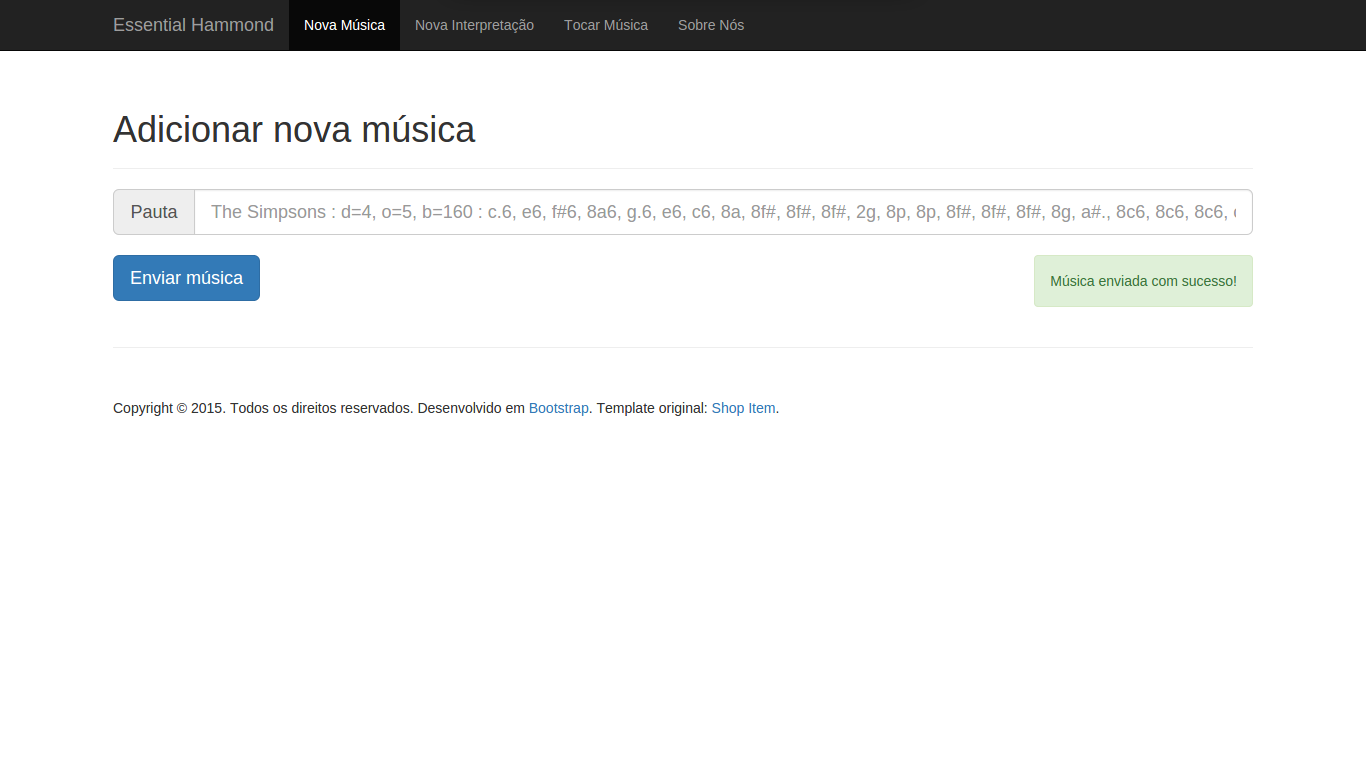 Essential Hammond Nova Música Nova Interpretação Tocar Música Sobre Nós
Adicionar nova música
Pauta The Simpsons : d=4, o=5, b=160 : c.6, e6, f#6, 8a6, g.6, e6, c6, 8a, 8f#, 8f#, 8f#, 2g, 8p, 8p, 8f#, 8f#, 8f#, 8g, a#., 8c6, 8c6, 8c6,
Enviar música Música enviada com sucesso!
Copyright © 2015. Todos os direitos reservados. Desenvolvido em Bootstrap. Template original: Shop Item.